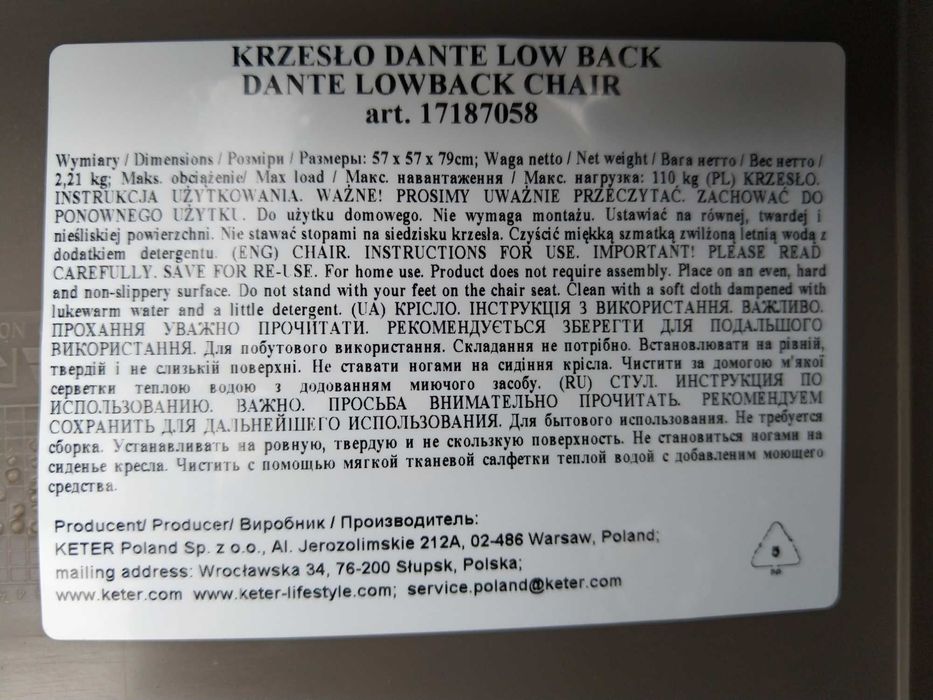 KRZESŁO DANTE LOW BACK
DANTE LOWBACK CHAIR
art. 17187058
Wymiary / Dimensions / Розміри / Размеры: 57 x 57 x 79cm; Waga netto / Net weight / Вага нетто / Вес нетто /
2,21 kg; Maks. obciążenie/ Max load / Макс. навантаження / Макс. нагрузка: 110 kg (PL) KRZESŁO.
INSTRUKCJA UŻYTKOWANIA. WAŻNE! PROSIMY UWAŻNIE PRZECZYTAĆ. ZACHOWAĆ DO
PONOWNEGO UŻYTKU. Do użytku domowego. Nie wymaga montażu. Ustawiać na równej, twardej i
nieśliskiej powierzchni. Nie stawać stopami na siedzisku krzesła. Czyścić miękką szmatką zwilżoną letnią wodą z
dodatkiem detergentu. (ENG) CHAIR. INSTRUCTIONS FOR USE. IMPORTANT! PLEASE READ
CAREFULLY. SAVE FOR RE-USE. For home use. Product does not require assembly. Place on an even, hard
and non-slippery surface. Do not stand with your feet on the chair seat. Clean with a soft cloth dampened with
lukewarm water and a little detergent. (UA) КРІСЛО. ІНСТРУКЦІЯ З ВИКОРИСТАННЯ. ВАЖЛИВО.
ПРОХАННЯ УВАЖНО ПРОЧИТАТИ. РЕКОМЕНДУЄТЬСЯ ЗБЕРЕГТИ ДЛЯ ПОДАЛЬШОГО
ВИКОРИСТАННЯ. Для побутового використання. Складання не потрібно. Встановлювати на рівній,
твердій і не слизькій поверхні. Не ставати ногами на сидіння крісла. Чистити за домогою м'якої
серветки теплою водою з додованням миючого засобу. (RU) СТУЛ. ИНСТРУКЦИЯ ПО
ИСПОЛЬЗОВАНИЮ. ВАЖНО. ПРОСЬБА ВНИМАТЕЛЬНО ПРОЧИТАТЬ. РЕКОМЕНДУЕМ
СОХРАНИТЬ ДЛЯ ДАЛЬНЕЙШЕГО ИСПОЛЬЗОВАНИЯ. Для бытового использования. Не требуется
сборка. Устанавливать на ровную, твердую и не скользкую поверхность. Не становиться ногами на
сиденье кресла. Чистить с помощью мягкой тканевой салфетки теплой водой с добавлением моющего
средства.
Producent/ Producer/ Виробник / Производитель:
KETER Poland Sp. z o.o., Al. Jerozolimskie 212A, 02-486 Warsaw, Poland;
mailing address: Wrocławska 34, 76-200 Słupsk, Polska;
www.keter.com www.keter-lifestyle.com; service.poland@keter.com
5